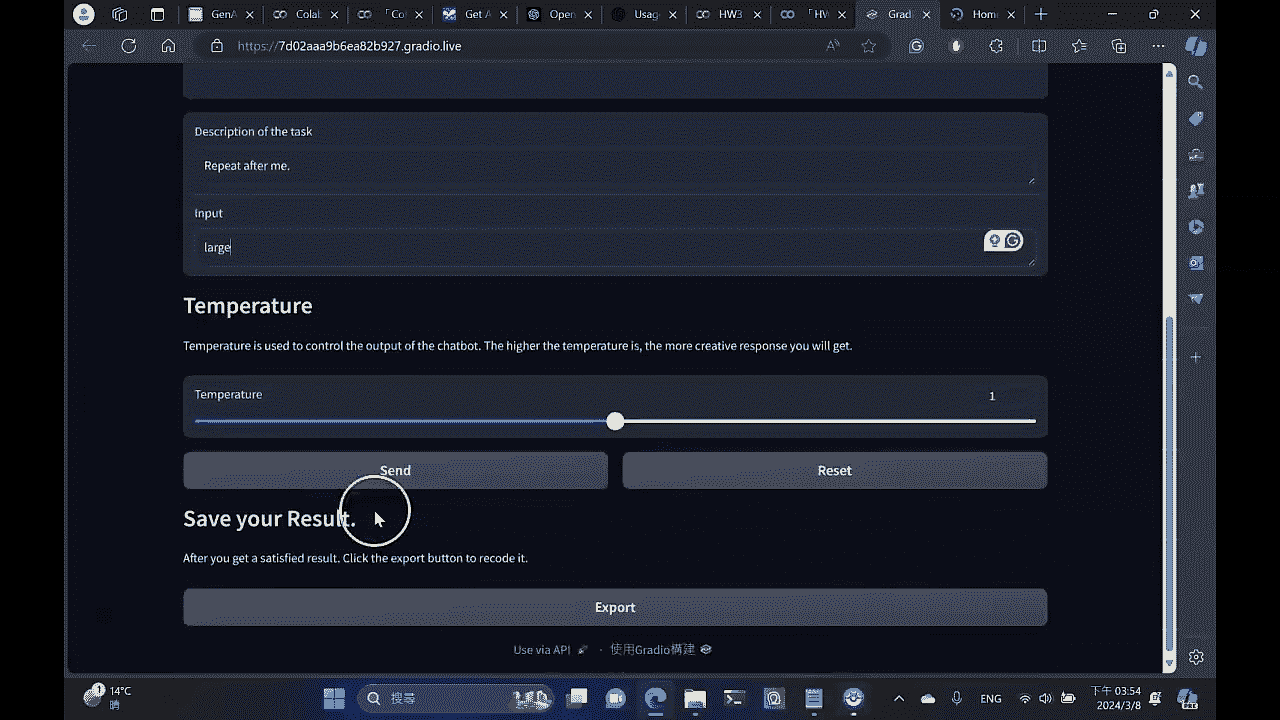 GenA
Colab
「Co
Get A
Open
Usag
HW3
「HW
Grad
Home
https://7d02aaa9b6ea82b927.gradio.live
Description of the task
Repeat after me.
Input
large
Temperature
Temperature is used to control the output of the chatbot. The higher the temperature is, the more creative response you will get.
Temperature
1
Send
Reset
Save your Result.
After you get a satisfied result. Click the export button to recode it.
Export
Use via API
·
使用Gradio構建
1
14°C
晴
搜尋
ENG
下午 03:54
2024/3/8